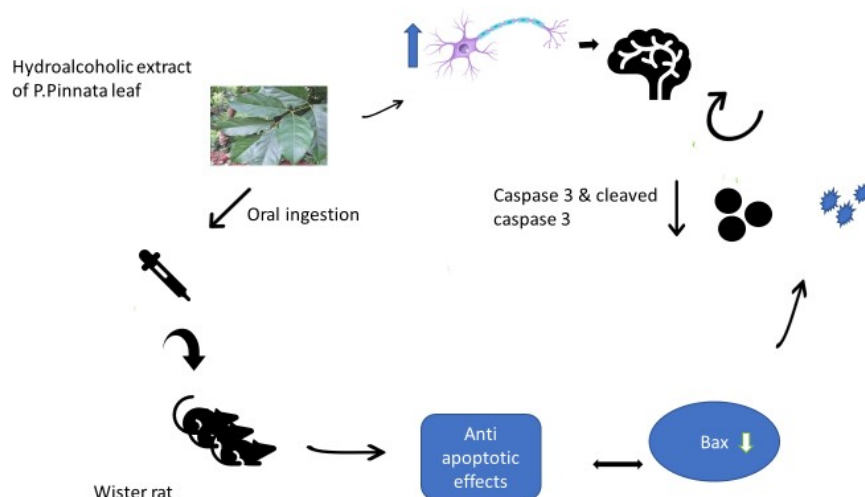 Hydroalcoholic extract
of P.Pinnata leaf
Oral ingestion
Caspase 3 & cleaved
caspase 3
Anti
apoptotic
effects
Bax
Wister rat